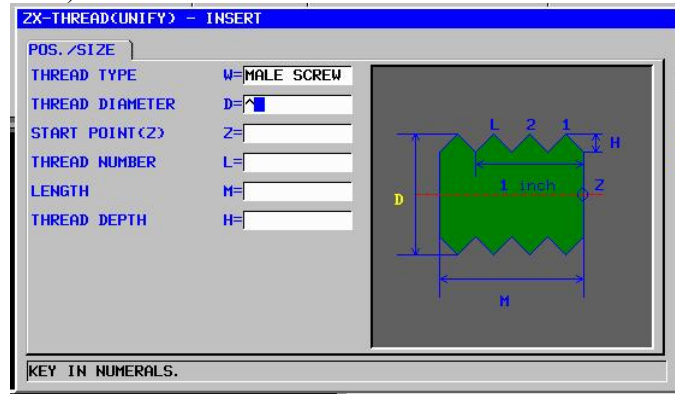 ZX-THREAD(UNIFY) - INSERT
POS./SIZE
THREAD TYPE W=MALE SCREW
THREAD DIAMETER D=^
START POINT(Z) Z=
THREAD NUMBER L=
LENGTH M=
THREAD DEPTH H=
L 2 1
H
1 inch Z
D
M
KEY IN NUMERALS.